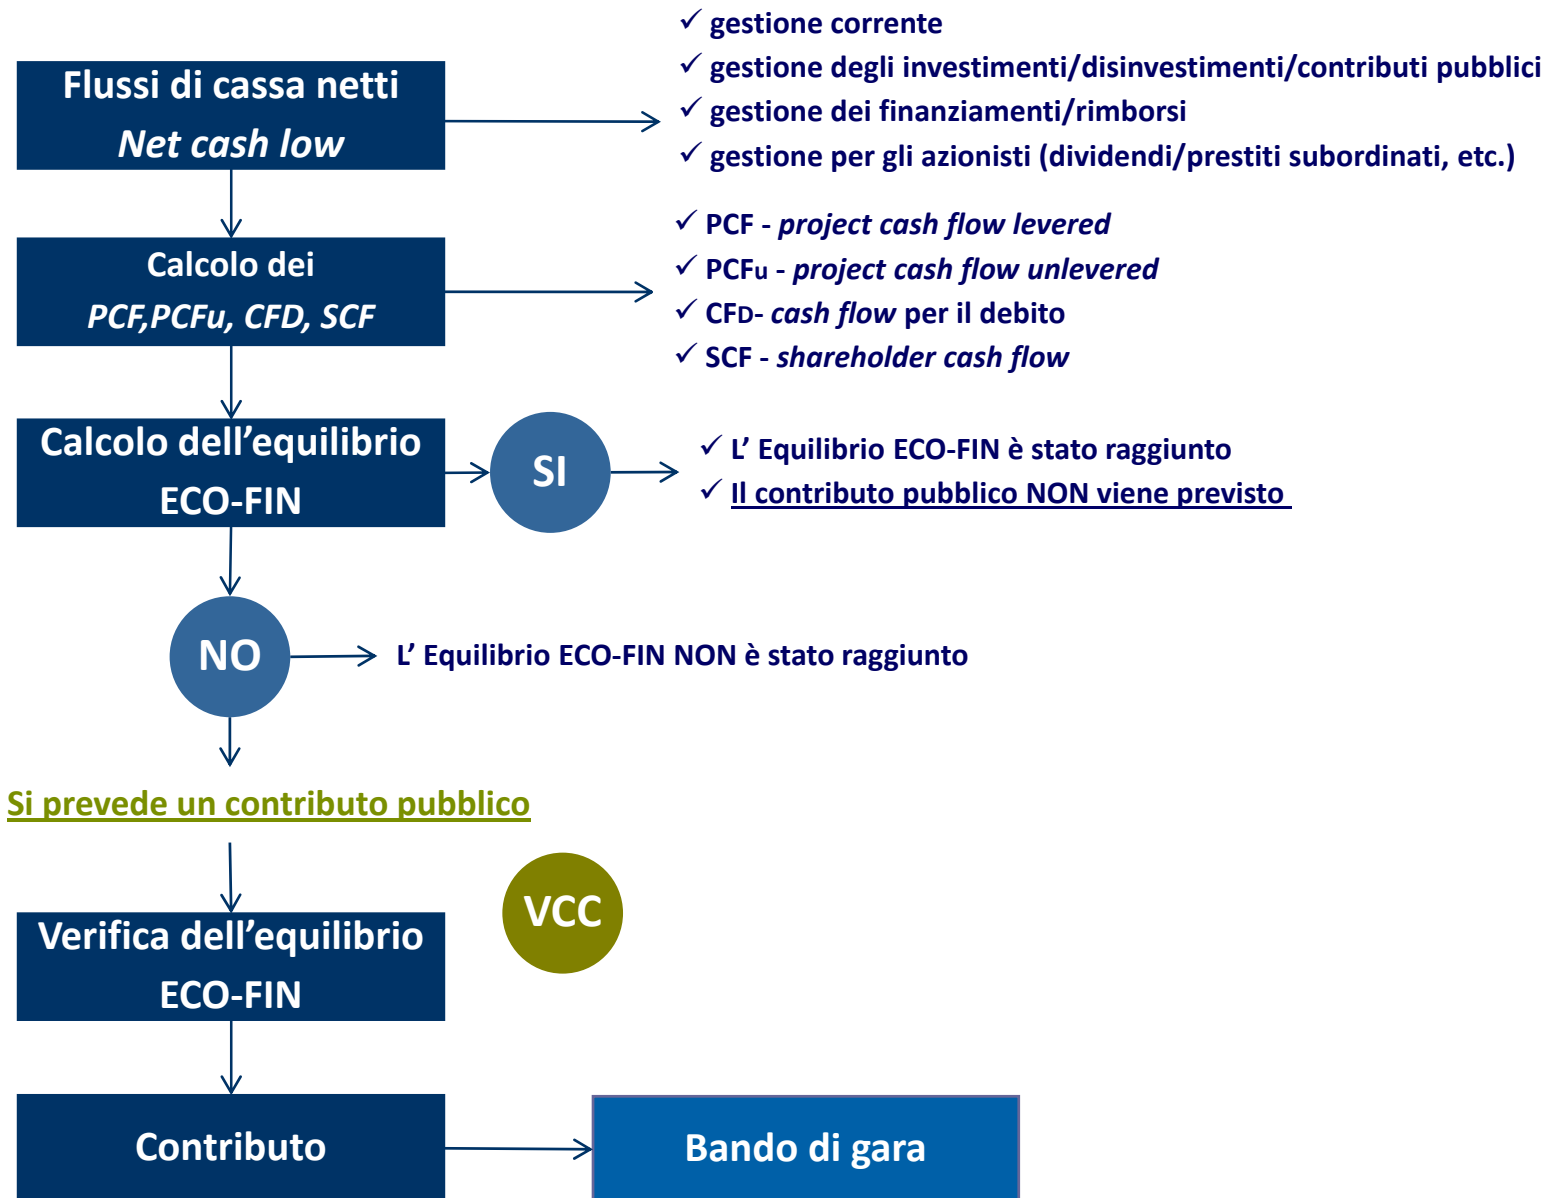 Flussi di cassa netti
Net cash low
✓ gestione corrente
✓ gestione degli investimenti/disinvestimenti/contributi pubblici
✓ gestione dei finanziamenti/rimborsi
✓ gestione per gli azionisti (dividendi/prestiti subordinati, etc.)
Calcolo dei
PCF,PCFu, CFD, SCF
✓ PCF - project cash flow levered
✓ PCFu - project cash flow unlevered
✓ CFD- cash flow per il debito
✓ SCF - shareholder cash flow
Calcolo dell’equilibrio
ECO-FIN
SI
✓ L’ Equilibrio ECO-FIN è stato raggiunto
✓ Il contributo pubblico NON viene previsto
NO
L’ Equilibrio ECO-FIN NON è stato raggiunto
Si prevede un contributo pubblico
VCC
Verifica dell’equilibrio
ECO-FIN
Contributo
Bando di gara